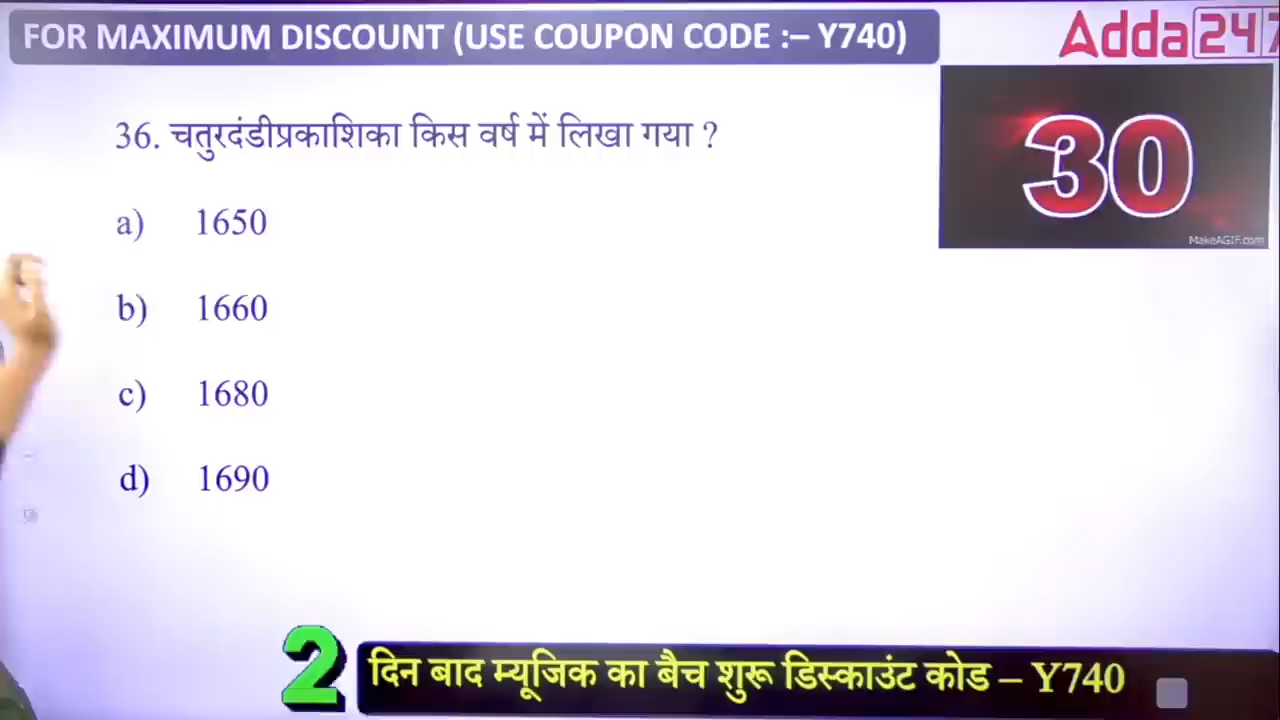 FOR MAXIMUM DISCOUNT (USE COUPON CODE :– Y740)
Adda247
30
MakeAGIF.com
36. चतुरदंडीप्रकाशिका किस वर्ष में लिखा गया ?
a) 1650
b) 1660
c) 1680
d) 1690
2 दिन बाद म्यूजिक का बैच शुरू डिस्काउंट कोड – Y740